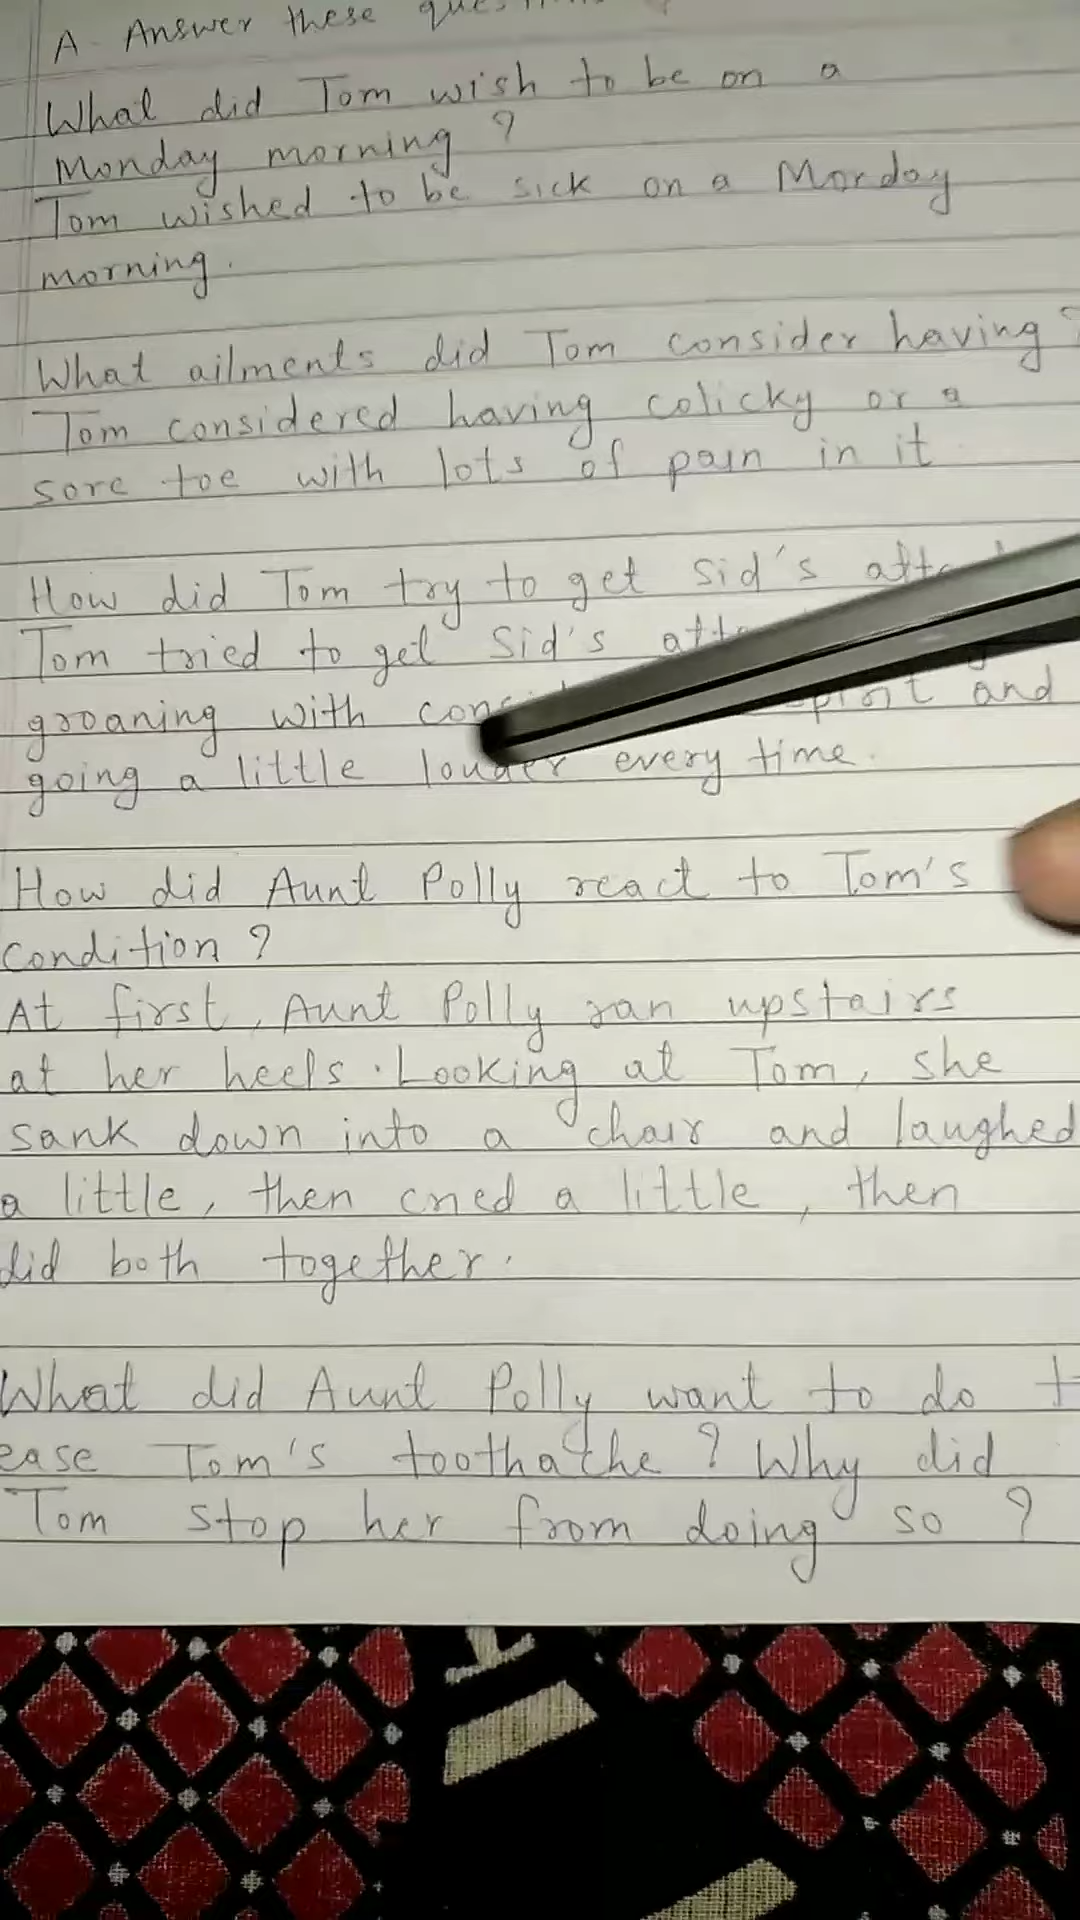 A. Answer these
What did Tom wish to be on a
Monday morning ?
Tom wished to be sick on a Monday
morning.
What ailments did Tom consider having ?
Tom considered having colicky or a
sore toe with lots of pain in it
How did Tom try to get Sid's
Tom tried to get Sid's
groaning with and
going a little louder every time.
How did Aunt Polly react to Tom's
condition ?
At first, Aunt Polly ran upstairs
at her heels. Looking at Tom, she
sank down into a chair and laughed
a little, then cried a little, then
did both together.
What did Aunt Polly want to do
ease Tom's toothache ? Why did
Tom stop her from doing so ?